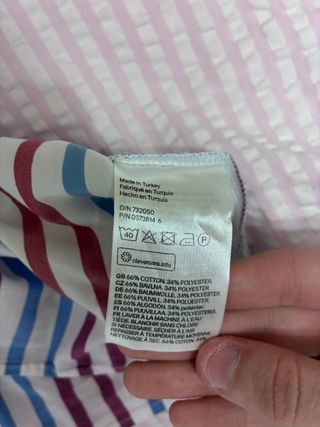 Made in Turkey
Fabriqué en Turquie
Hecho en Turquía
O/N 732050
P/N 0573814 6
40
P
clevercare.info
GB 66% COTTON, 34% POLYESTER,
CZ 66% BAVLNA, 34% POLYESTER,
DE 66% BAUMWOLLE, 34% POLYESTER,
EE 66% PUUVILL, 34% POLÜESTER,
ES 66% ALGODÓN, 34% poliéster,
FI 66% PUUVILLAA, 34% POLYESTERI,
FR LAVER À LA MACHINE À L'EAU
TIÈDE. BLANCHIR SANS CHLORE
SI NÉCESSAIRE. SÉCHER À L'AIR
REPASSER À TEMPÉRATURE MOYENNE
NETTOYAGE À SEC. 66% COTON, 34%